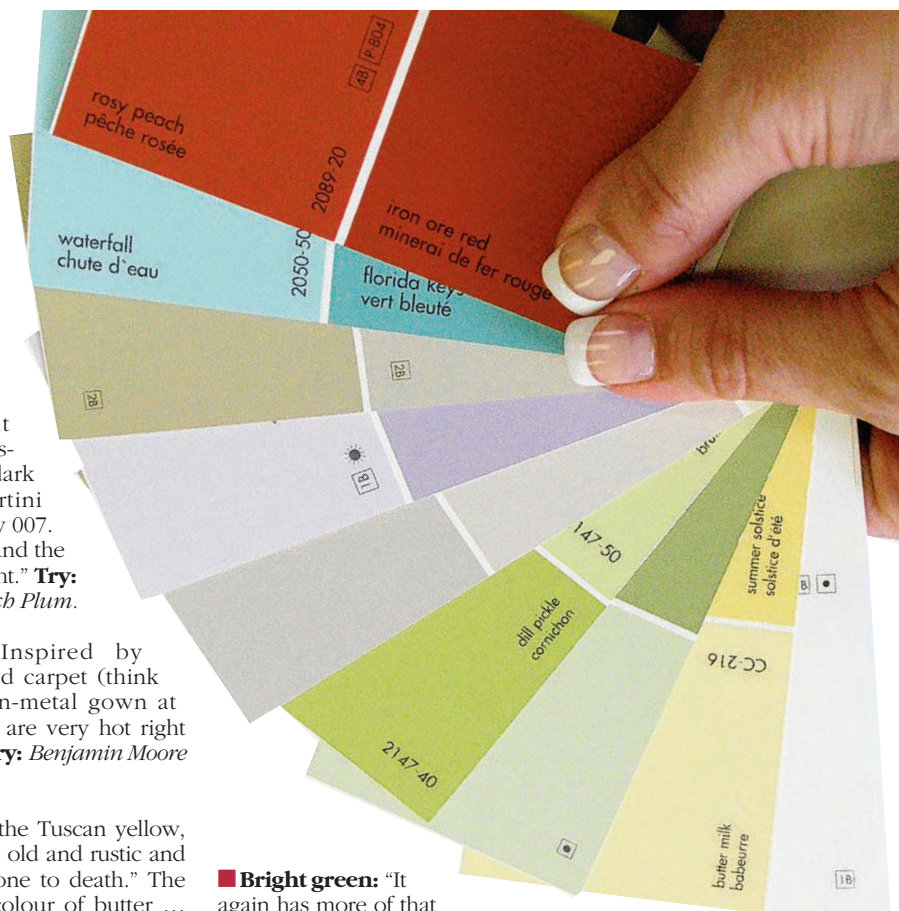 rosy peach
pêche rosée
4B P-804
2089-20
iron ore red
minerai de fer rouge
waterfall
chute d`eau
2050-50
florida keys
vert bleuté
2B
2B
1B
147-50
summer solstice
solstice d'été
B
dill pickle
cornichon
2147-40
CC-216
butter milk
babeurre
1B
dark
rtini
y 007.
and the
nt.” Try:
ch Plum.
Inspired by
d carpet (think
n-metal gown at
are very hot right
ry: Benjamin Moore
the Tuscan yellow,
old and rustic and
one to death.” The
colour of butter …
Bright green: “It
again has more of that